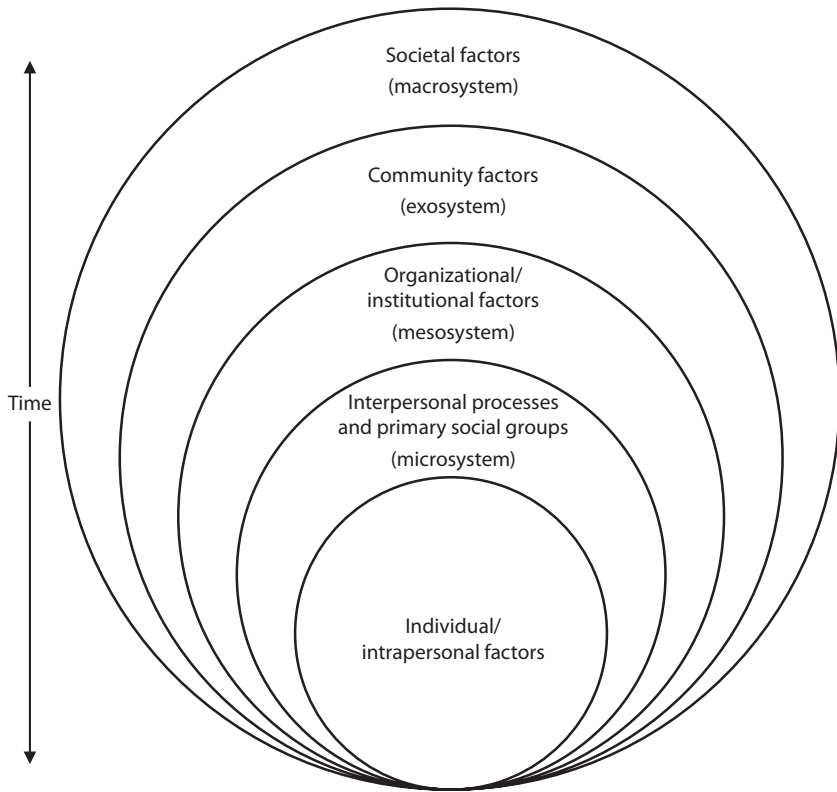 Societal factors
(macrosystem)
Community factors
(exosystem)
Organizational/
institutional factors
(mesosystem)
Time
Interpersonal processes
and primary social groups
(microsystem)
Individual/
intrapersonal factors